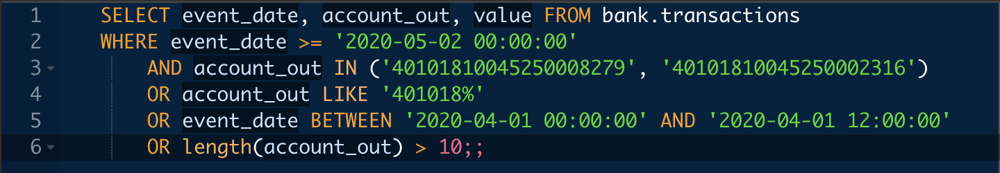 1 SELECT event_date, account_out, value FROM bank.transactions
2 WHERE event_date >= '2020-05-02 00:00:00'
3 AND account_out IN ('40101810045250008279', '40101810045250002316')
4 OR account_out LIKE '401018%'
5 OR event_date BETWEEN '2020-04-01 00:00:00' AND '2020-04-01 12:00:00'
6 OR length(account_out) > 10;;